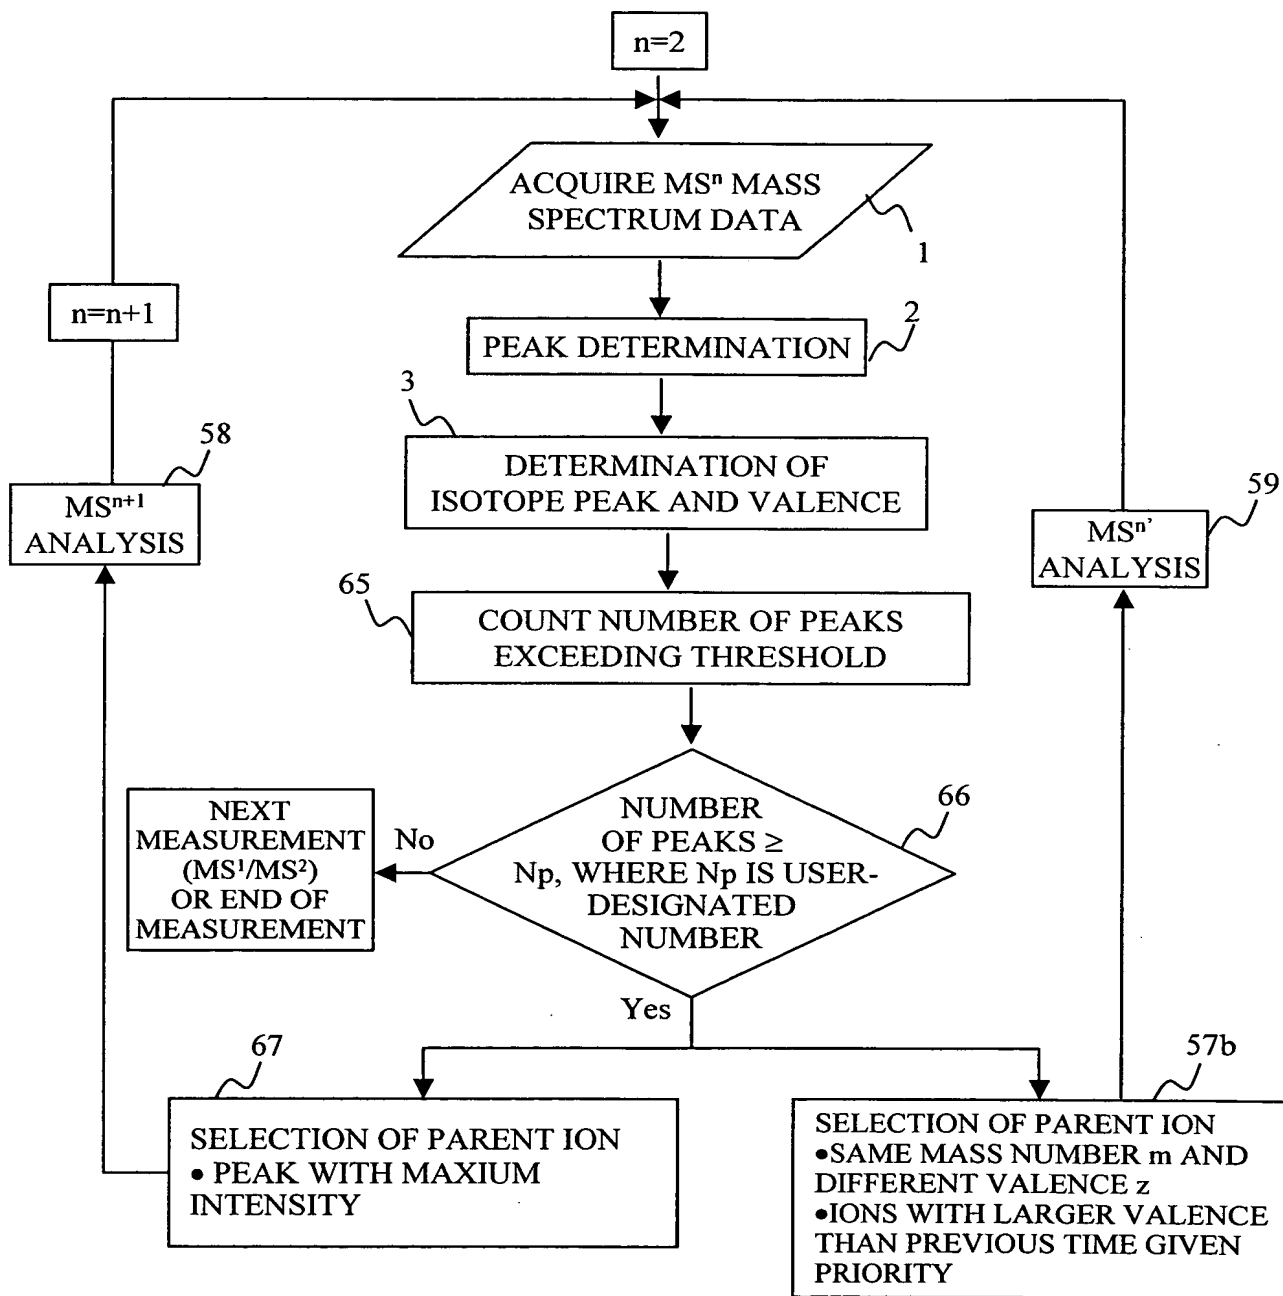 n=2
ACQUIRE MSⁿ MASS
SPECTRUM DATA
1
n=n+1
PEAK DETERMINATION
2
3
DETERMINATION OF
ISOTOPE PEAK AND VALENCE
58
MSⁿ⁺¹
ANALYSIS
59
MSⁿ’
ANALYSIS
65
COUNT NUMBER OF PEAKS
EXCEEDING THRESHOLD
NUMBER
OF PEAKS ≥
Np, WHERE Np IS USER-
DESIGNATED
NUMBER
66
No
NEXT
MEASUREMENT
(MS¹/MS²)
OR END OF
MEASUREMENT
Yes
67
SELECTION OF PARENT ION
• PEAK WITH MAXIUM
INTENSITY
57b
SELECTION OF PARENT ION
•SAME MASS NUMBER m AND
DIFFERENT VALENCE z
•IONS WITH LARGER VALENCE
THAN PREVIOUS TIME GIVEN
PRIORITY